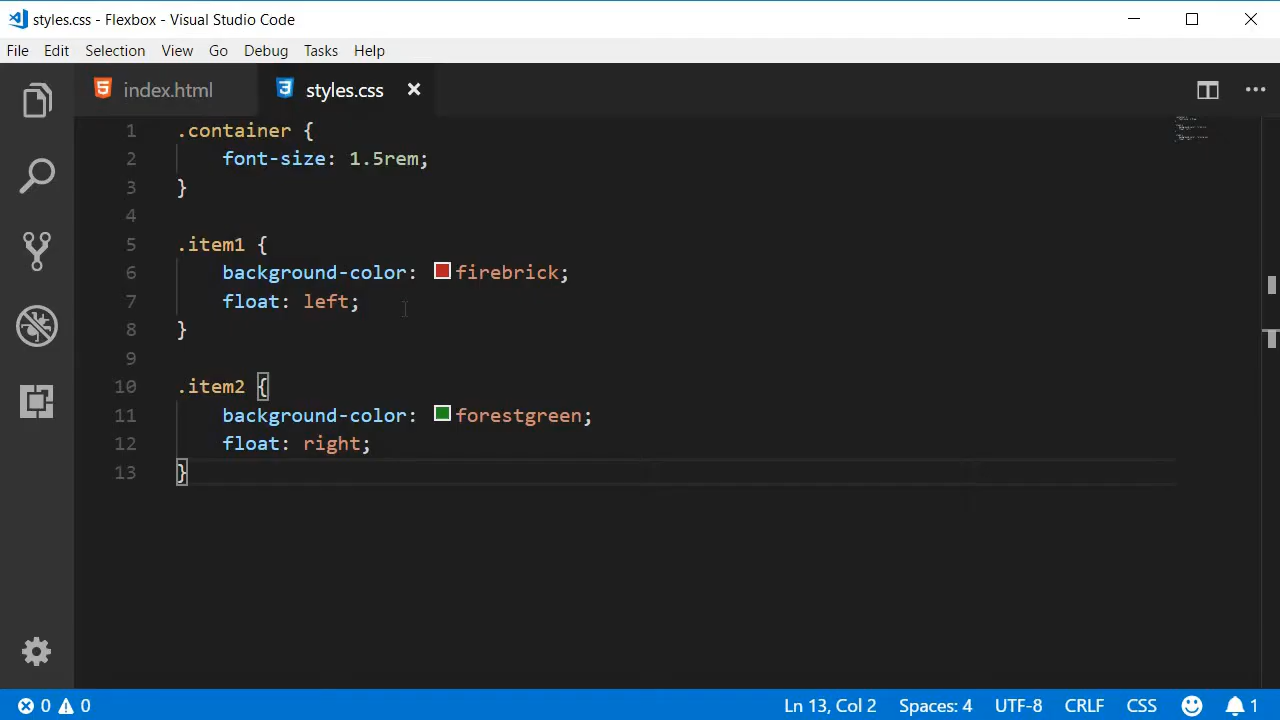 styles.css - Flexbox - Visual Studio Code
File Edit Selection View Go Debug Tasks Help
index.html styles.css
1 .container {
2     font-size: 1.5rem;
3 }
4
5 .item1 {
6     background-color: firebrick;
7     float: left;
8 }
9
10 .item2 {
11     background-color: forestgreen;
12     float: right;
13 }
0 0 Ln 13, Col 2 Spaces: 4 UTF-8 CRLF CSS 1